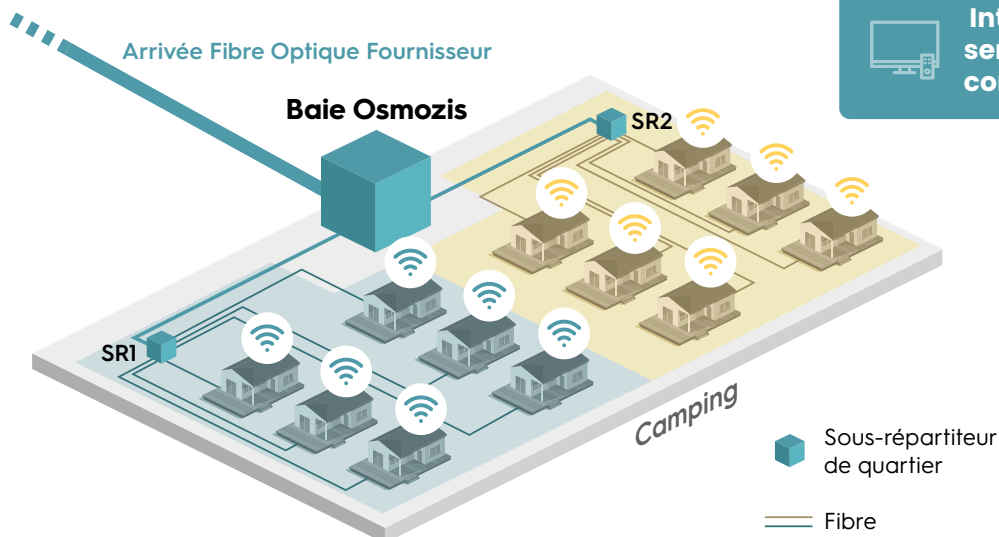 Arrivée Fibre Optique Fournisseur
Baie Osmozis
SR2
SR1
Camping
Sous-répartiteur
de quartier
Fibre